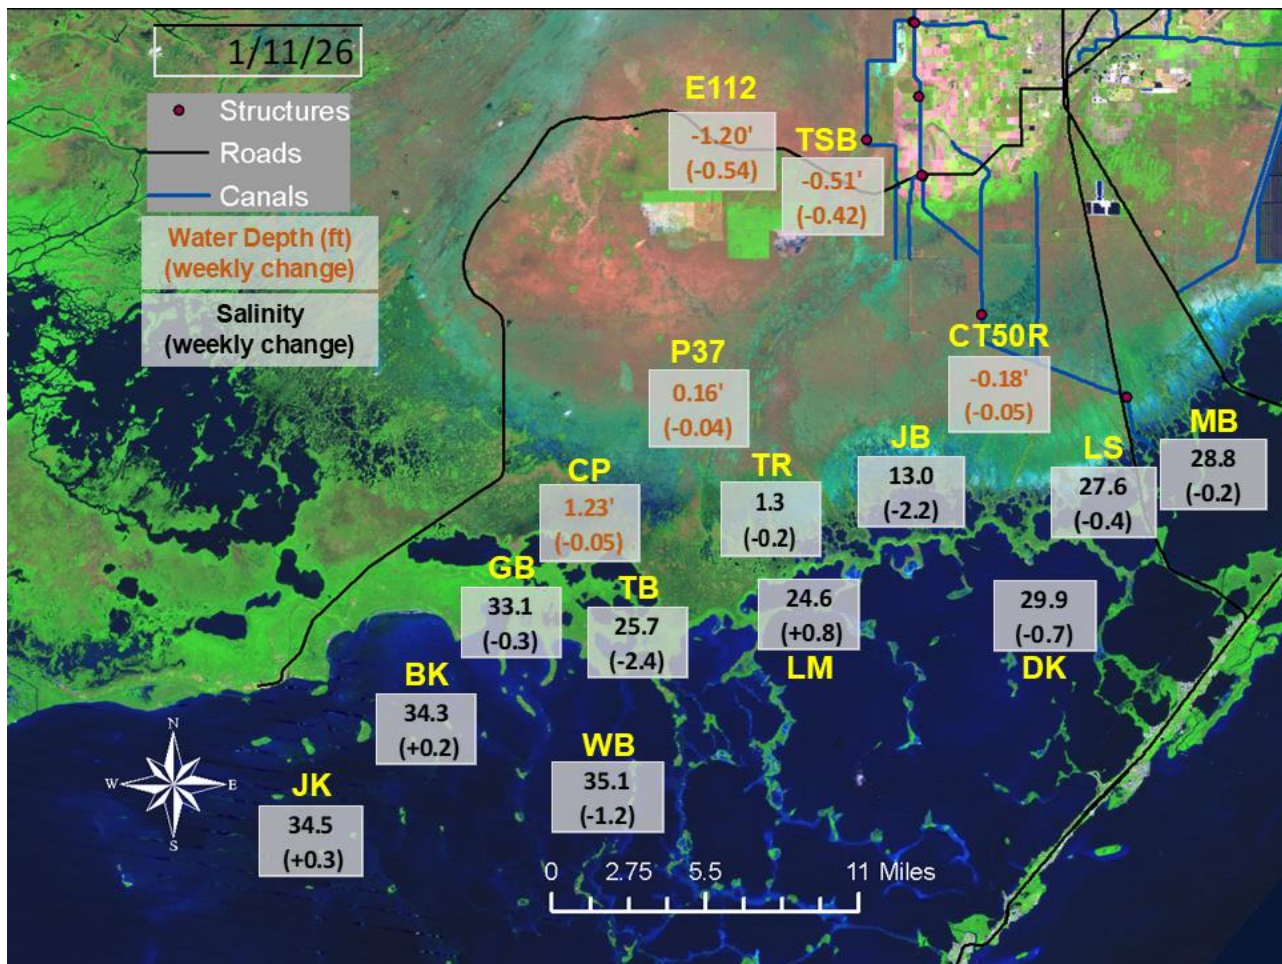 1/11/26
Structures
Roads
Canals
Water Depth (ft)
(weekly change)
Salinity
(weekly change)
E112
-1.20'
(-0.54)
TSB
-0.51'
(-0.42)
P37
0.16'
(-0.04)
CT50R
-0.18'
(-0.05)
CP
1.23'
(-0.05)
TR
1.3
(-0.2)
JB
13.0
(-2.2)
LS
27.6
(-0.4)
MB
28.8
(-0.2)
GB
33.1
(-0.3)
TB
25.7
(-2.4)
24.6
(+0.8)
LM
29.9
(-0.7)
DK
BK
34.3
(+0.2)
WB
35.1
(-1.2)
JK
34.5
(+0.3)
N
W
E
S
0 2.75 5.5 11 Miles